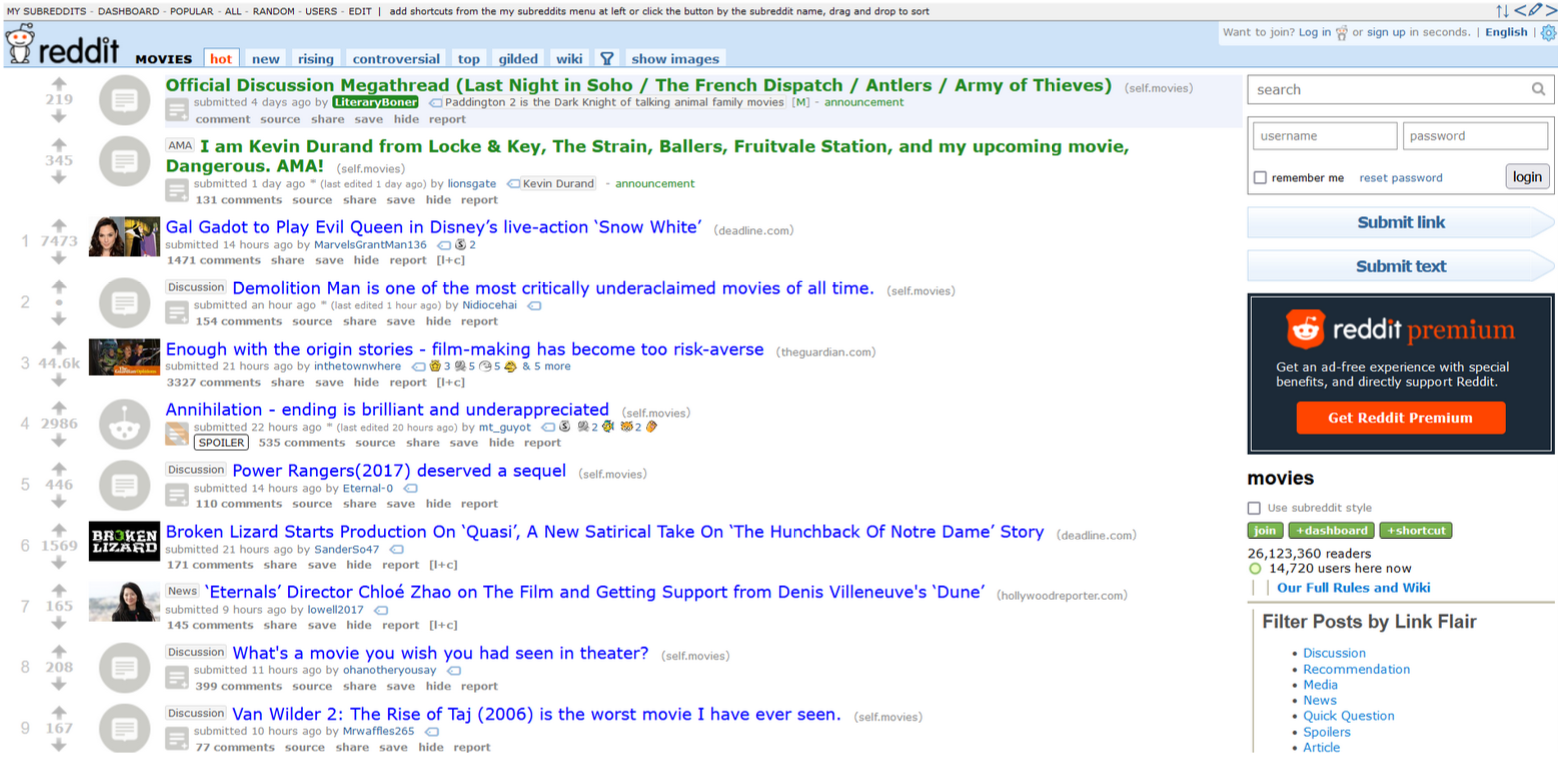 MY SUBREDDITS - DASHBOARD - POPULAR - ALL - RANDOM - USERS - EDIT | add shortcuts from the my subreddits menu at left or click the button by the subreddit name, drag and drop to sort
Want to join? Log in or sign up in seconds. | English |
reddit MOVIES hot new rising controversial top gilded wiki show images
219
Official Discussion Megathread (Last Night in Soho / The French Dispatch / Antlers / Army of Thieves) (self.movies)
submitted 4 days ago by LiteraryBoner Paddington 2 is the Dark Knight of talking animal family movies [M] - announcement
comment source share save hide report
345
AMA I am Kevin Durand from Locke & Key, The Strain, Ballers, Fruitvale Station, and my upcoming movie,
Dangerous. AMA! (self.movies)
submitted 1 day ago * (last edited 1 day ago) by lionsgate Kevin Durand - announcement
131 comments source share save hide report
1 7473
Gal Gadot to Play Evil Queen in Disney’s live-action ‘Snow White’ (deadline.com)
submitted 14 hours ago by MarvelsGrantMan136 2
1471 comments share save hide report [l+c]
2 •
Discussion Demolition Man is one of the most critically underaclaimed movies of all time. (self.movies)
submitted an hour ago * (last edited 1 hour ago) by Nidiocehai
154 comments source share save hide report
3 44.6k
Enough with the origin stories - film-making has become too risk-averse (theguardian.com)
submitted 21 hours ago by inthetownwhere 3 5 5 & 5 more
3327 comments share save hide report [l+c]
4 2986
Annihilation - ending is brilliant and underappreciated (self.movies)
submitted 22 hours ago * (last edited 20 hours ago) by mt_guyot 2 2
SPOILER 535 comments source share save hide report
5 446
Discussion Power Rangers(2017) deserved a sequel (self.movies)
submitted 14 hours ago by Eternal-0
110 comments source share save hide report
6 1569
BROKEN
LIZARD
Broken Lizard Starts Production On ‘Quasi’, A New Satirical Take On ‘The Hunchback Of Notre Dame’ Story (deadline.com)
submitted 21 hours ago by SanderSo47
171 comments share save hide report [l+c]
7 165
News ‘Eternals’ Director Chloé Zhao on The Film and Getting Support from Denis Villeneuve's ‘Dune’ (hollywoodreporter.com)
submitted 9 hours ago by lowell2017
145 comments share save hide report [l+c]
8 208
Discussion What's a movie you wish you had seen in theater? (self.movies)
submitted 11 hours ago by ohanotheryousay
399 comments source share save hide report
9 167
Discussion Van Wilder 2: The Rise of Taj (2006) is the worst movie I have ever seen. (self.movies)
submitted 10 hours ago by Mrwaffles265
77 comments source share save hide report
search
username password
remember me reset password login
Submit link
Submit text
reddit premium
Get an ad-free experience with special
benefits, and directly support Reddit.
Get Reddit Premium
movies
Use subreddit style
join +dashboard +shortcut
26,123,360 readers
14,720 users here now
| | Our Full Rules and Wiki
Filter Posts by Link Flair
• Discussion
• Recommendation
• Media
• News
• Quick Question
• Spoilers
• Article